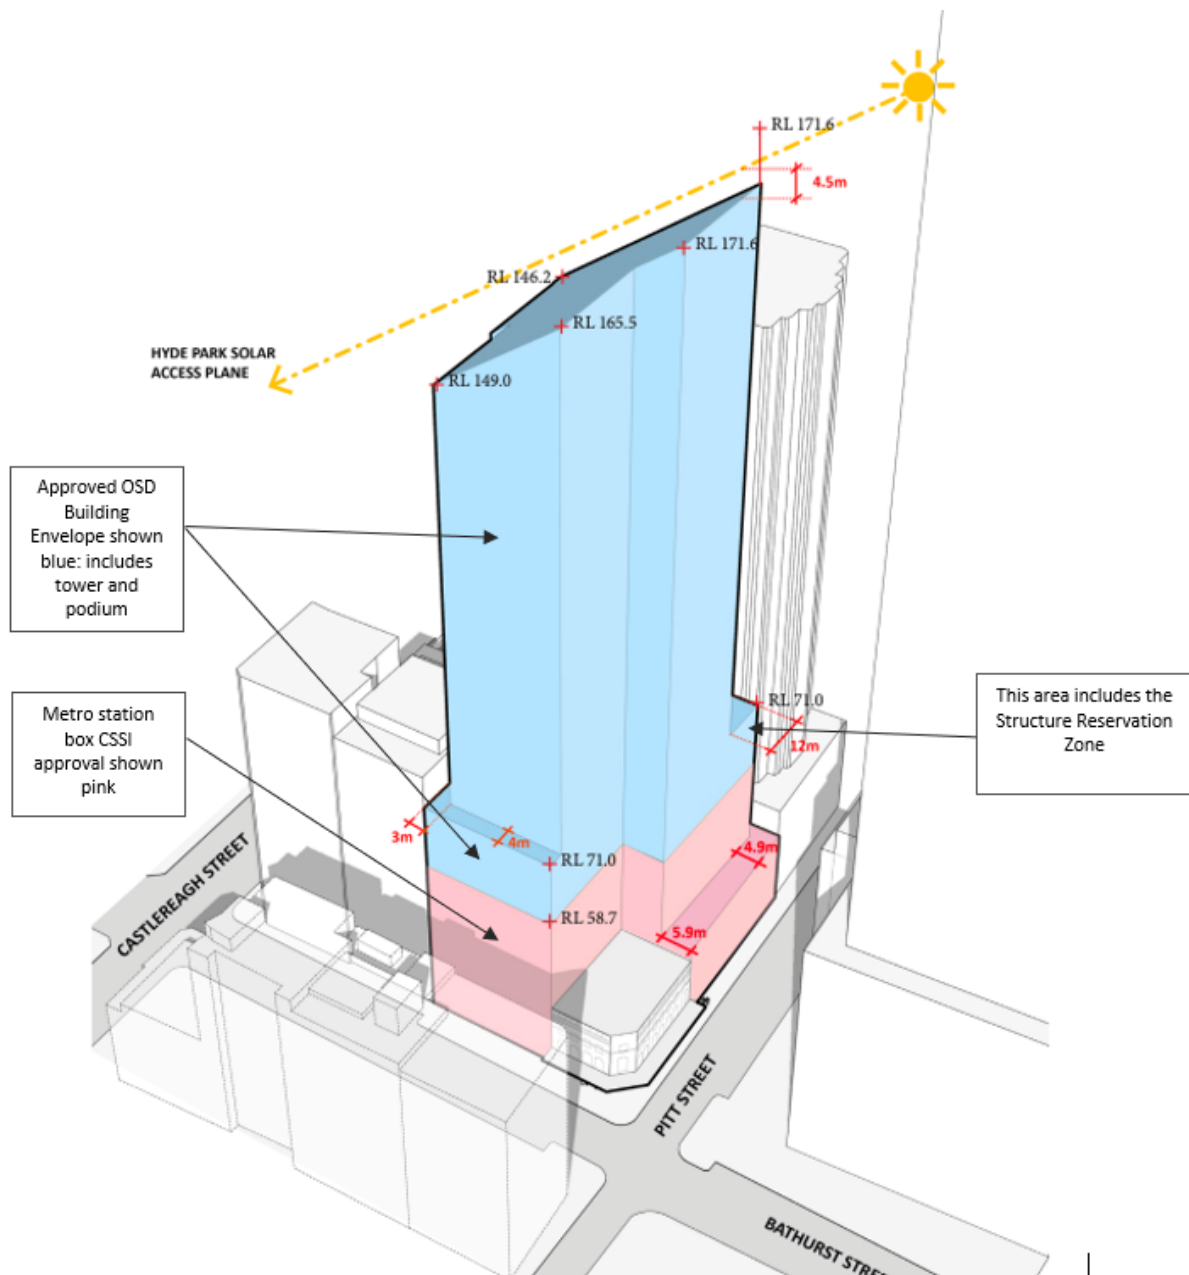 RL 171.6
4.5m
RL 171.6
RL 146.2
RL 165.5
HYDE PARK SOLAR
ACCESS PLANE
RL 149.0
Approved OSD
Building
Envelope shown
blue: includes
tower and
podium
Metro station
box CSSI
approval shown
pink
This area includes the
Structure Reservation
Zone
RL 71.0
12m
3m
4m
RL 71.0
4.9m
RL 58.7
5.9m
CASTLEREAGH STREET
PITT STREET
BATHURST STREE